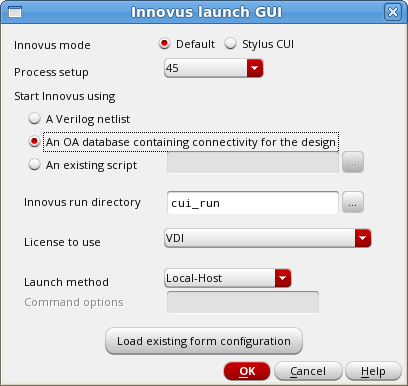 Innovus launch GUI
Innovus mode Default Stylus CUI
Process setup 45
Start Innovus using
A Verilog netlist
An OA database containing connectivity for the design
An existing script ...
Innovus run directory cui_run ...
License to use VDI
Launch method Local-Host
Command options
Load existing form configuration
OK Cancel Help